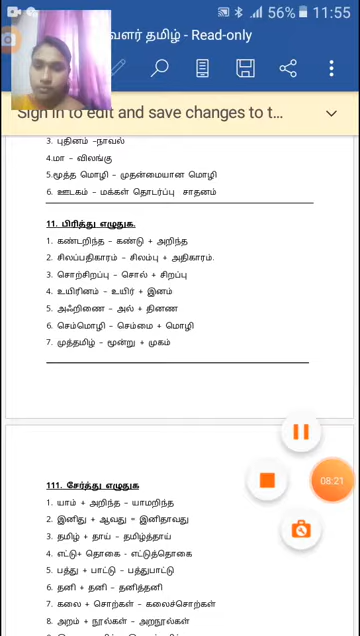 56% 11:55
வளர் தமிழ் - Read-only
Sign in to edit and save changes to t...
3. புதினம் –நாவல்
4.மா – விலங்கு
5.மூத்த மொழி – முதன்மையான மொழி
6. ஊடகம் – மக்கள் தொடர்ப்பு சாதனம்
11. பிரித்து எழுதுக.
1. கண்டறிந்த – கண்டு + அறிந்த
2. சிலப்பதிகாரம் – சிலம்பு + அதிகாரம்.
3. சொற்சிறப்பு – சொல் + சிறப்பு
4. உயிரினம் – உயிர் + இனம்
5. அஃறிணை – அல் + தினண
6. செம்மொழி – செம்மை + மொழி
7. முத்தமிழ் – மூன்று + முகம்
08:21
111. சேர்த்து எழுதுக
1. யாம் + அறிந்த – யாமறிந்த
2. இனிது + ஆவது = இனிதாவது
3. தமிழ் + தாய் – தமிழ்த்தாய்
4. எட்டு+ தொகை - எட்டுத்தொகை
5. பத்து + பாட்டு – பத்துபாட்டு
6. தனி + தனி – தனித்தனி
7. கலை + சொற்கள் – கலைச்சொற்கள்
8. அறம் + நூல்கள் – அறநூல்கள்